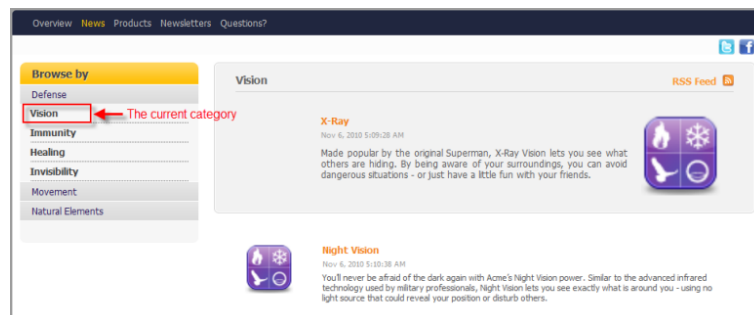 Overview News Products Newsletters Questions?
Browse by
Defense
Vision
The current category
Immunity
Healing
Invisibility
Movement
Natural Elements
Vision
RSS Feed
X-Ray
Nov 6, 2010 5:09:28 AM
Made popular by the original Superman, X-Ray Vision lets you see what
others are hiding. By being aware of your surroundings, you can avoid
dangerous situations - or just have a little fun with your friends.
Night Vision
Nov 6, 2010 5:10:38 AM
You'll never be afraid of the dark again with Acme's Night Vision power. Similar to the advanced infrared
technology used by military professionals, Night Vision lets you see exactly what is around you - using no
light source that could reveal your position or disturb others.